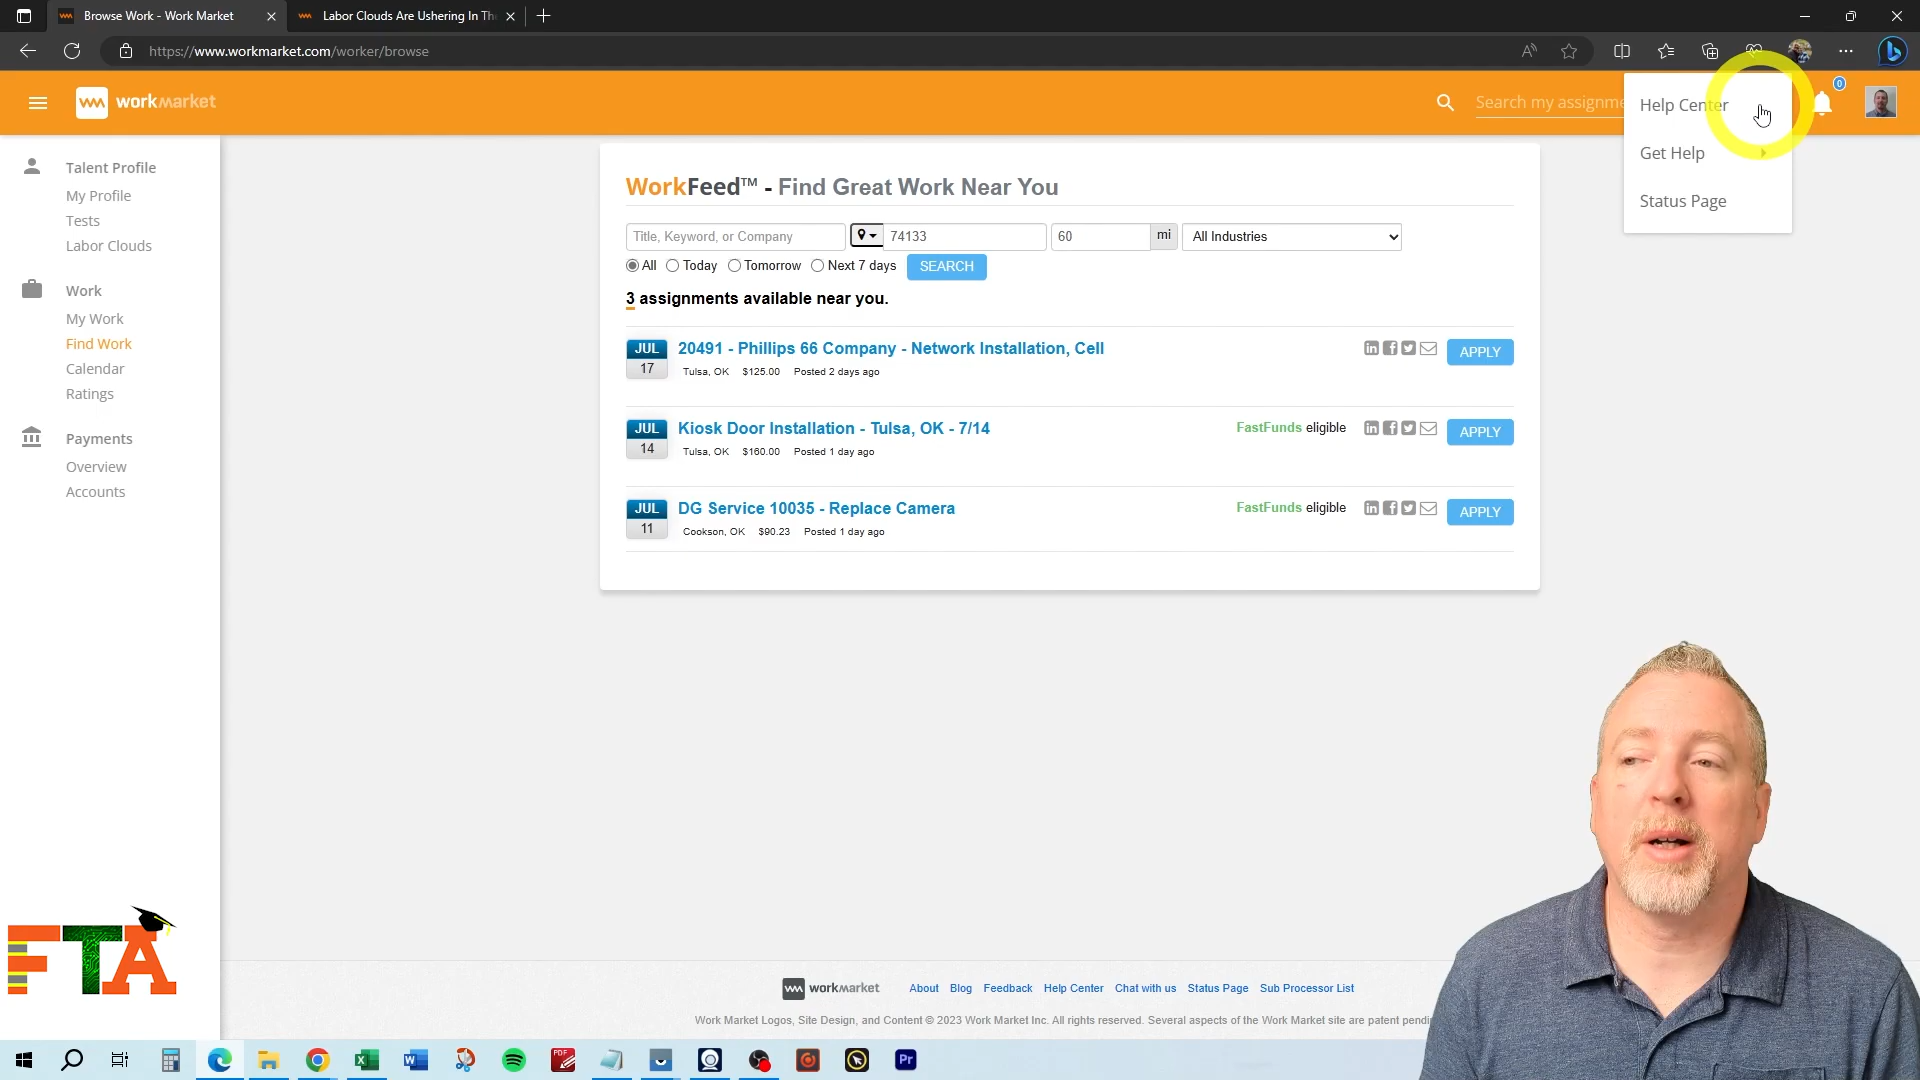 Browse Work - Work Market
Labor Clouds Are Ushering In Th
https://www.workmarket.com/worker/browse
workmarket
Search my assignme
0
Help Center
Get Help
Status Page
Talent Profile
My Profile
Tests
Labor Clouds
Work
My Work
Find Work
Calendar
Ratings
Payments
Overview
Accounts
WorkFeed™ - Find Great Work Near You
Title, Keyword, or Company 74133 60 mi All Industries
All Today Tomorrow Next 7 days SEARCH
3 assignments available near you.
JUL 17
20491 - Phillips 66 Company - Network Installation, Cell
Tulsa, OK $125.00 Posted 2 days ago
APPLY
JUL 14
Kiosk Door Installation - Tulsa, OK - 7/14
Tulsa, OK $160.00 Posted 1 day ago
FastFunds eligible
APPLY
JUL 11
DG Service 10035 - Replace Camera
Cookson, OK $90.23 Posted 1 day ago
FastFunds eligible
APPLY
FTA
workmarket About Blog Feedback Help Center Chat with us Status Page Sub Processor List
Work Market Logos, Site Design, and Content © 2023 Work Market Inc. All rights reserved. Several aspects of the Work Market site are patent pendi
PDF
Pr